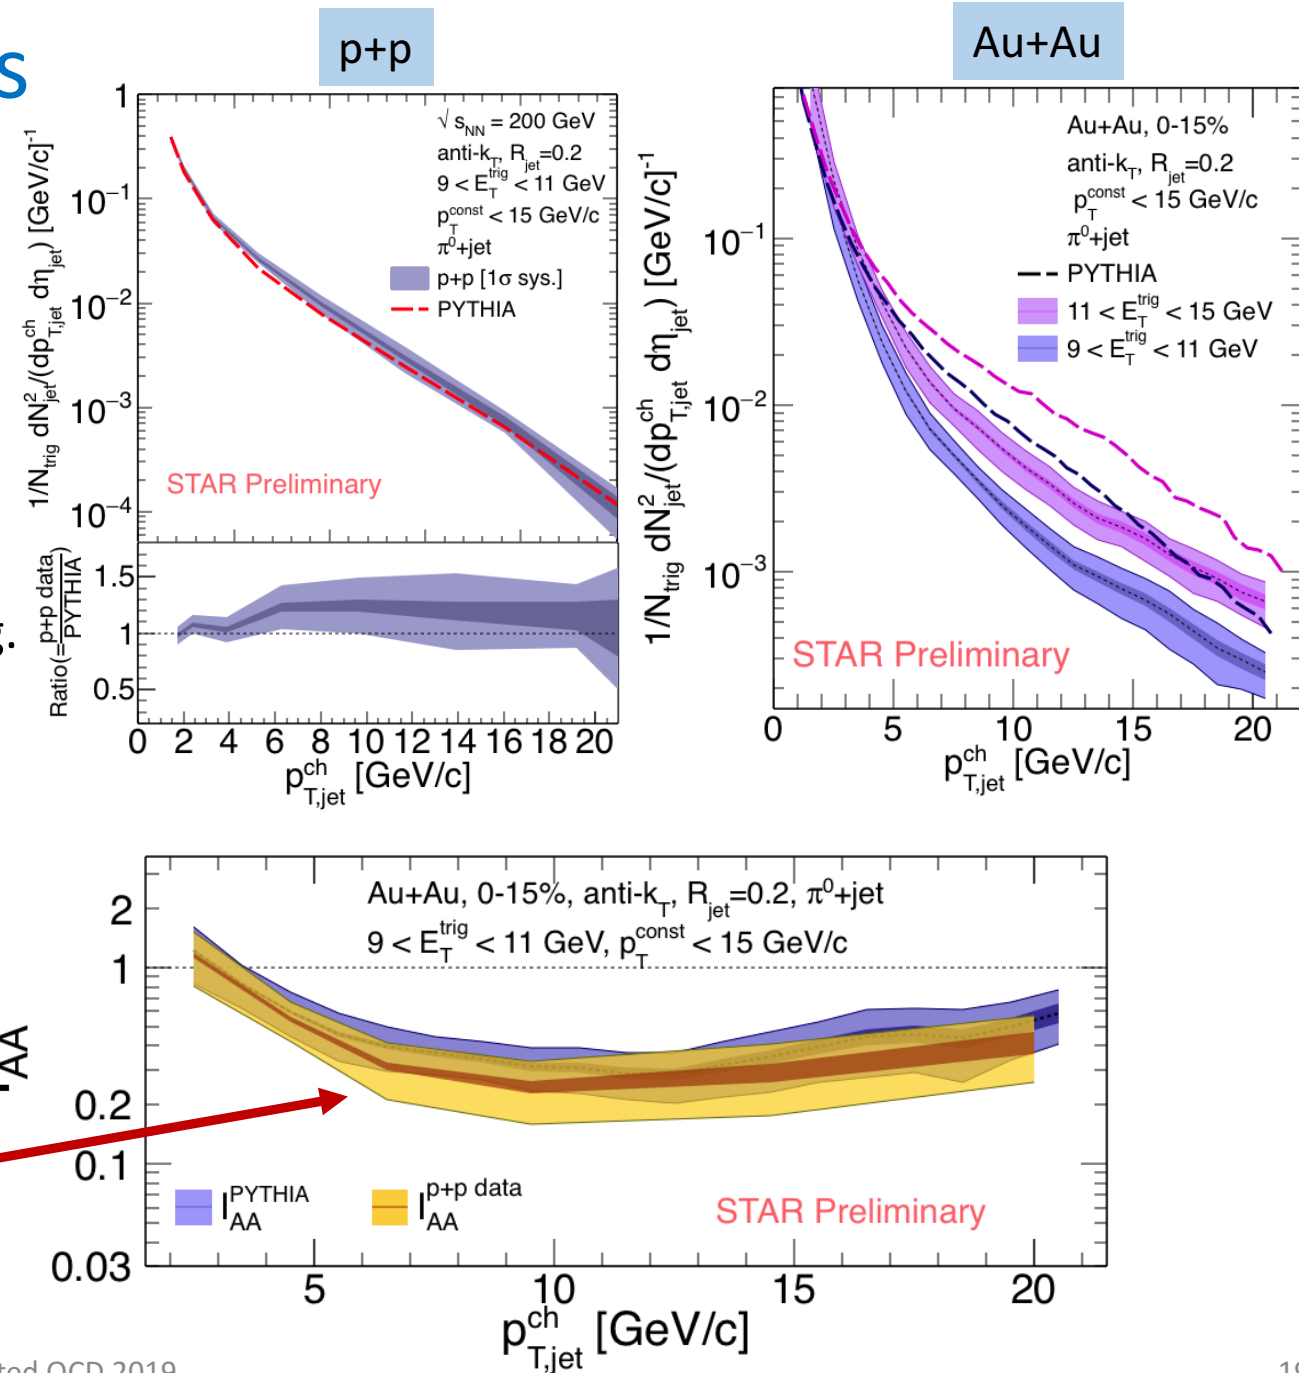 s
p+p
Au+Au
1/N_trig dN²_jet/(dp^ch_T,jet dη_jet) [GeV/c]⁻¹
1
10⁻¹
10⁻²
10⁻³
10⁻⁴
√ s_NN = 200 GeV
anti-k_T, R_jet=0.2
9 < E_T^trig < 11 GeV
p_T^const < 15 GeV/c
π⁰+jet
p+p [1σ sys.]
PYTHIA
STAR Preliminary
g.
Ratio(=p+p data/PYTHIA)
1.5
1
0.5
0 2 4 6 8 10 12 14 16 18 20
p^ch_T,jet [GeV/c]
1/N_trig dN²_jet/(dp^ch_T,jet dη_jet) [GeV/c]⁻¹
10⁻¹
10⁻²
10⁻³
Au+Au, 0-15%
anti-k_T, R_jet=0.2
p_T^const < 15 GeV/c
π⁰+jet
PYTHIA
11 < E_T^trig < 15 GeV
9 < E_T^trig < 11 GeV
STAR Preliminary
0 5 10 15 20
p^ch_T,jet [GeV/c]
I_AA
2
1
0.2
0.1
0.03
Au+Au, 0-15%, anti-k_T, R_jet=0.2, π⁰+jet
9 < E_T^trig < 11 GeV, p_T^const < 15 GeV/c
I_AA^PYTHIA
I_AA^p+p data
STAR Preliminary
5 10 15 20
p^ch_T,jet [GeV/c]
QCD 2019
19